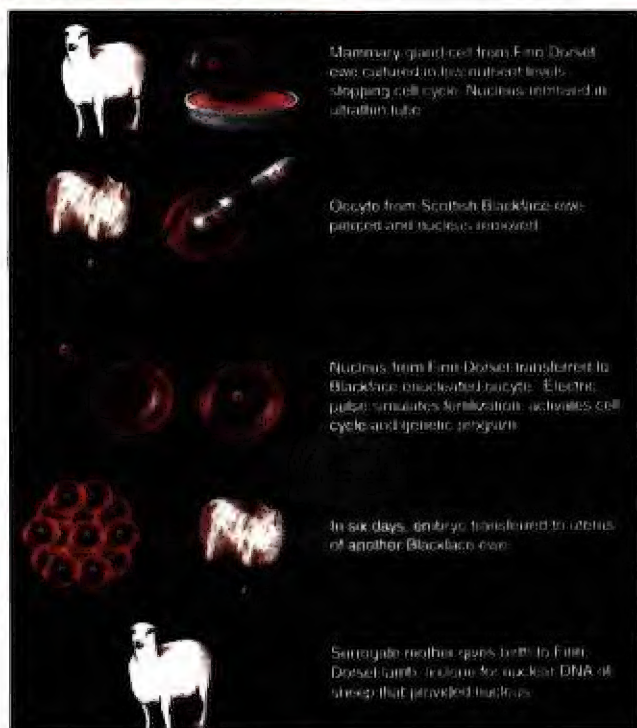 Mammary gland cell from Finn Dorset
ewe cultured in low nutrient levels
stopping cell cycle. Nucleus removed in
ultrathin tube
Oocyte from Scottish Blackface ewe
pierced and nucleus removed
Nucleus from Finn Dorset transferred to
Blackface enucleated oocyte. Electric
pulse simulates fertilization, activates cell
cycle and genetic program
In six days, embryo transferred to uterus
of another Blackface ewe
Surrogate mother gives birth to Finn
Dorset lamb, a clone for nuclear DNA of
sheep that provided nucleus